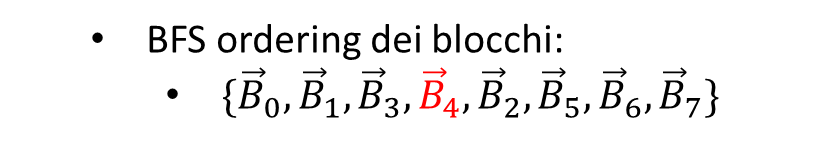 • BFS ordering dei blocchi:
• {B⃗₀, B⃗₁, B⃗₃, B⃗₄, B⃗₂, B⃗₅, B⃗₆, B⃗₇}